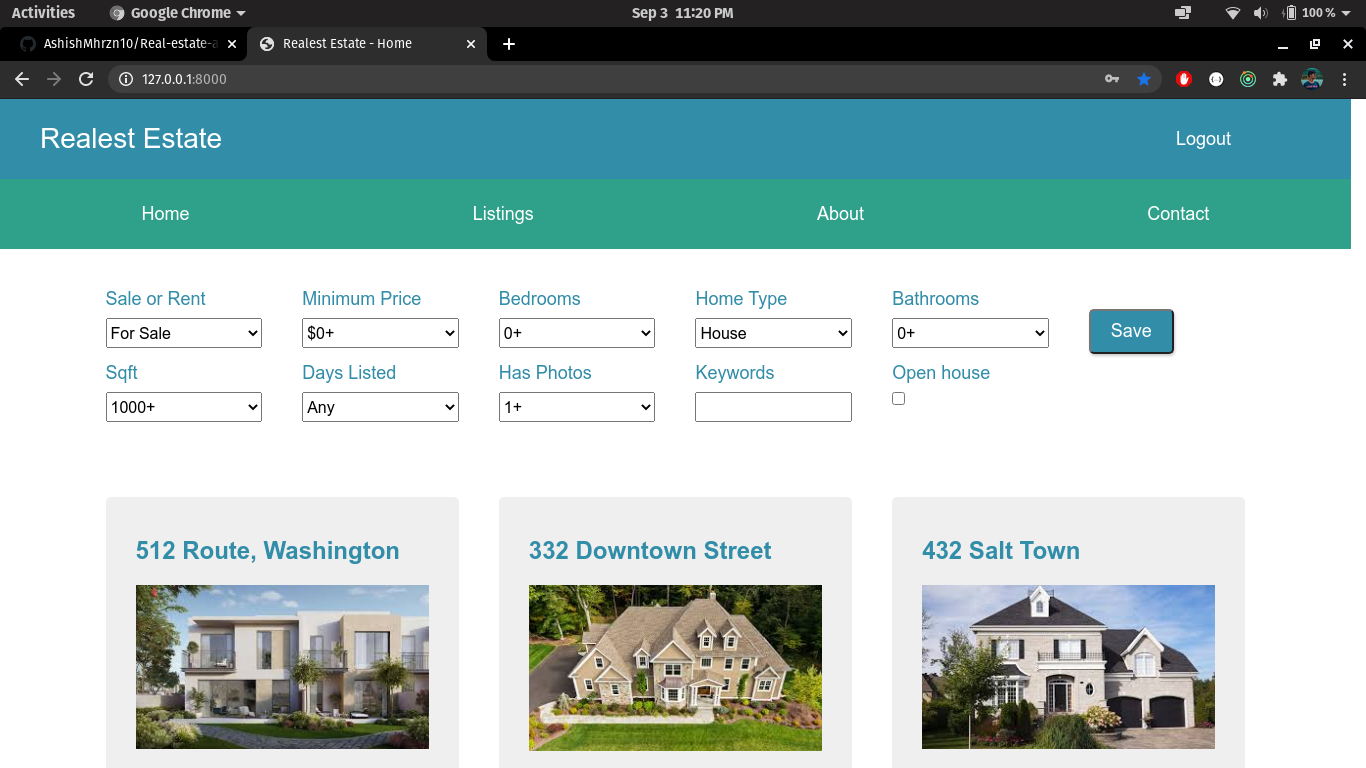 Activities Google Chrome Sep 3 11:20 PM 100 %
AshishMhrzn10/Real-estate-a Realest Estate - Home
127.0.0.1:8000
Realest Estate Logout
Home Listings About Contact
Sale or Rent Minimum Price Bedrooms Home Type Bathrooms
For Sale $0+ 0+ House 0+ Save
Sqft Days Listed Has Photos Keywords Open house
1000+ Any 1+
512 Route, Washington 332 Downtown Street 432 Salt Town